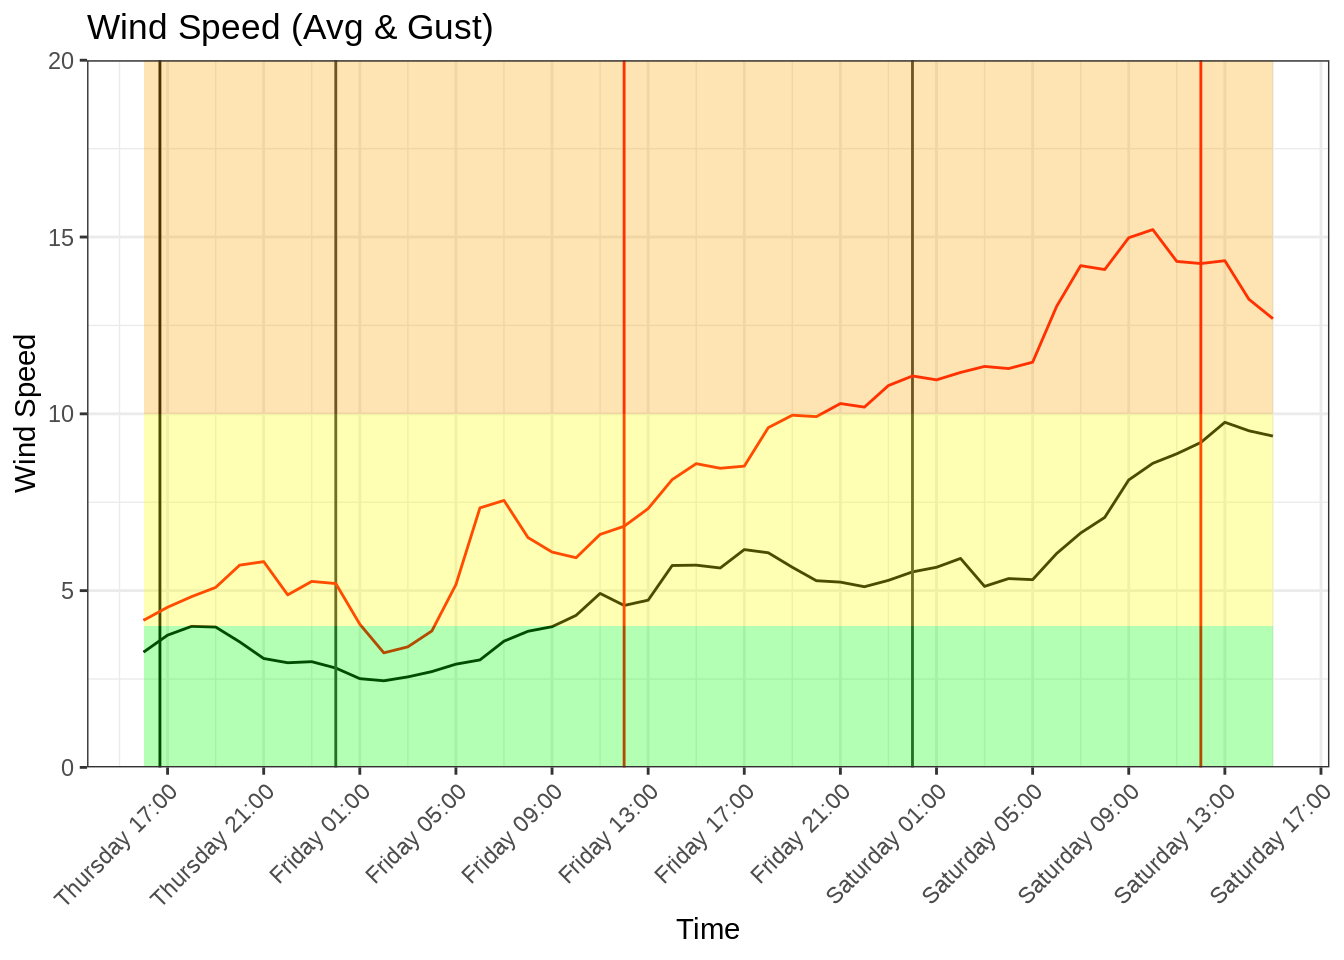 Wind Speed (Avg & Gust)
20
15
10
5
0
Wind Speed
Thursday 17:00
Thursday 21:00
Friday 01:00
Friday 05:00
Friday 09:00
Friday 13:00
Friday 17:00
Friday 21:00
Saturday 01:00
Saturday 05:00
Saturday 09:00
Saturday 13:00
Saturday 17:00
Time